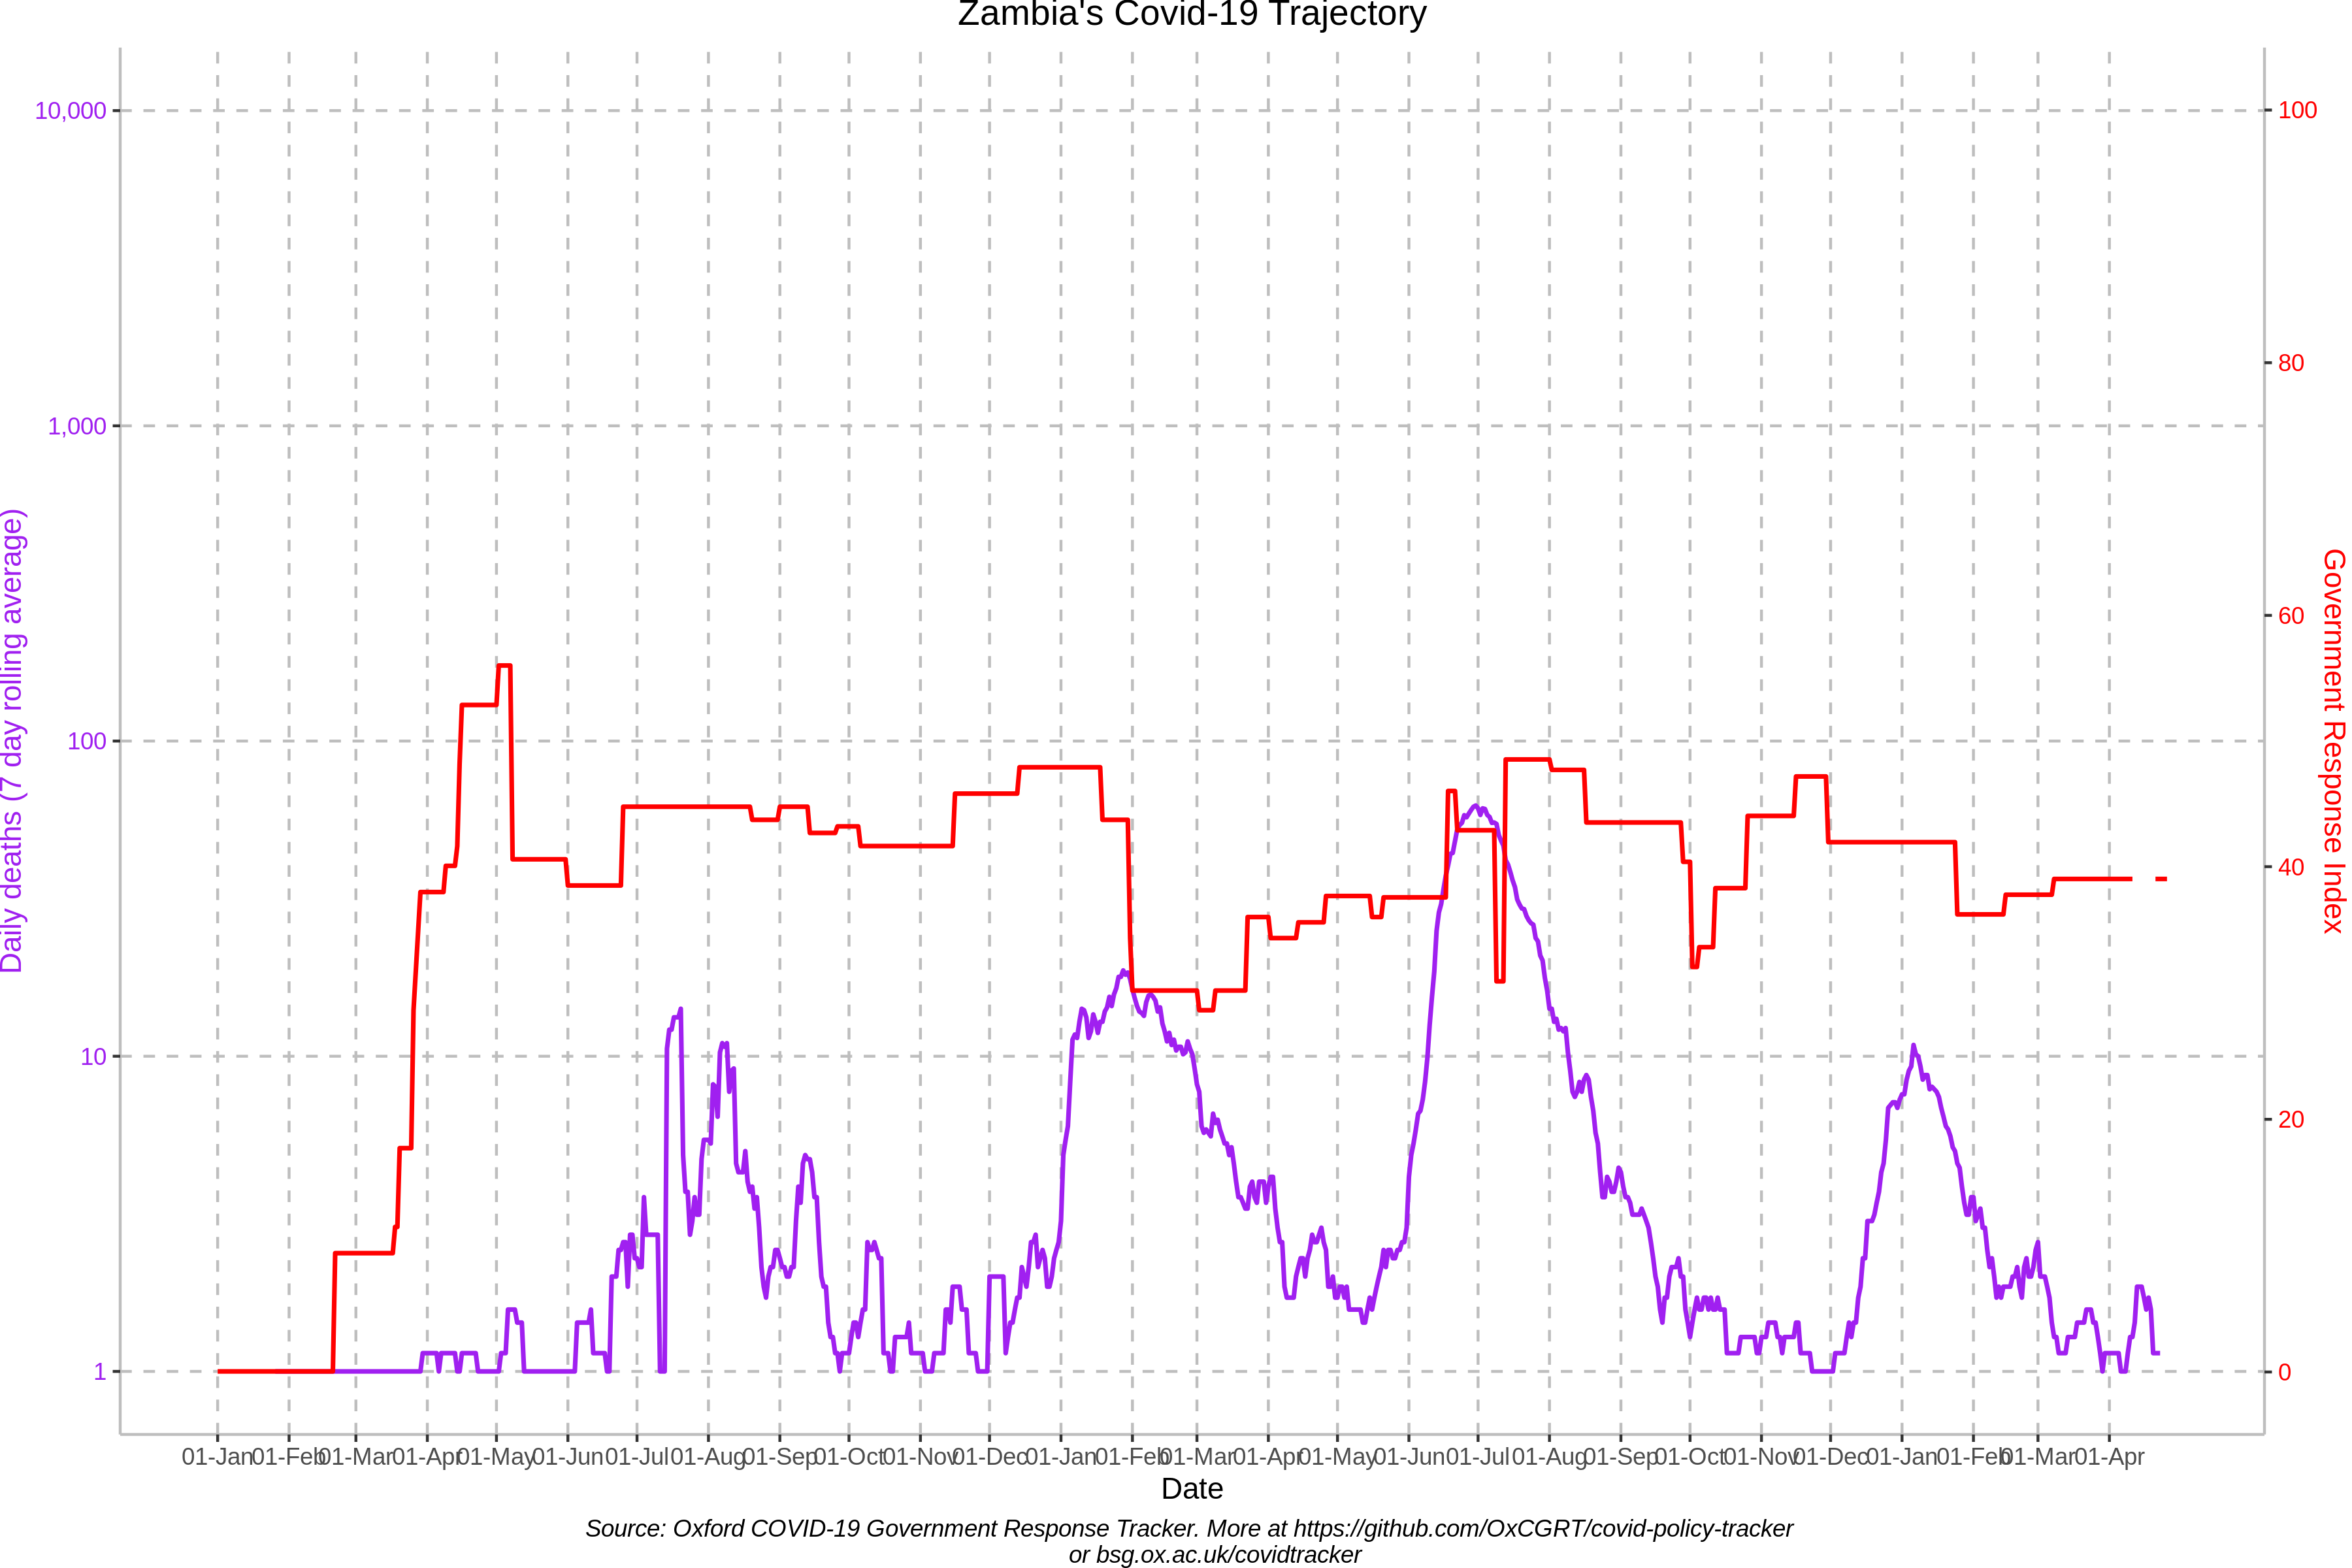 Zambia's Covid-19 Trajectory
10,000
1,000
100
10
1
Daily deaths (7 day rolling average)
100
80
60
40
20
0
Government Response Index
01-Jan 01-Feb 01-Mar 01-Apr 01-May 01-Jun 01-Jul 01-Aug 01-Sep 01-Oct 01-Nov 01-Dec 01-Jan 01-Feb 01-Mar 01-Apr 01-May 01-Jun 01-Jul 01-Aug 01-Sep 01-Oct 01-Nov 01-Dec 01-Jan 01-Feb 01-Mar 01-Apr
Date
Source: Oxford COVID-19 Government Response Tracker. More at https://github.com/OxCGRT/covid-policy-tracker
or bsg.ox.ac.uk/covidtracker